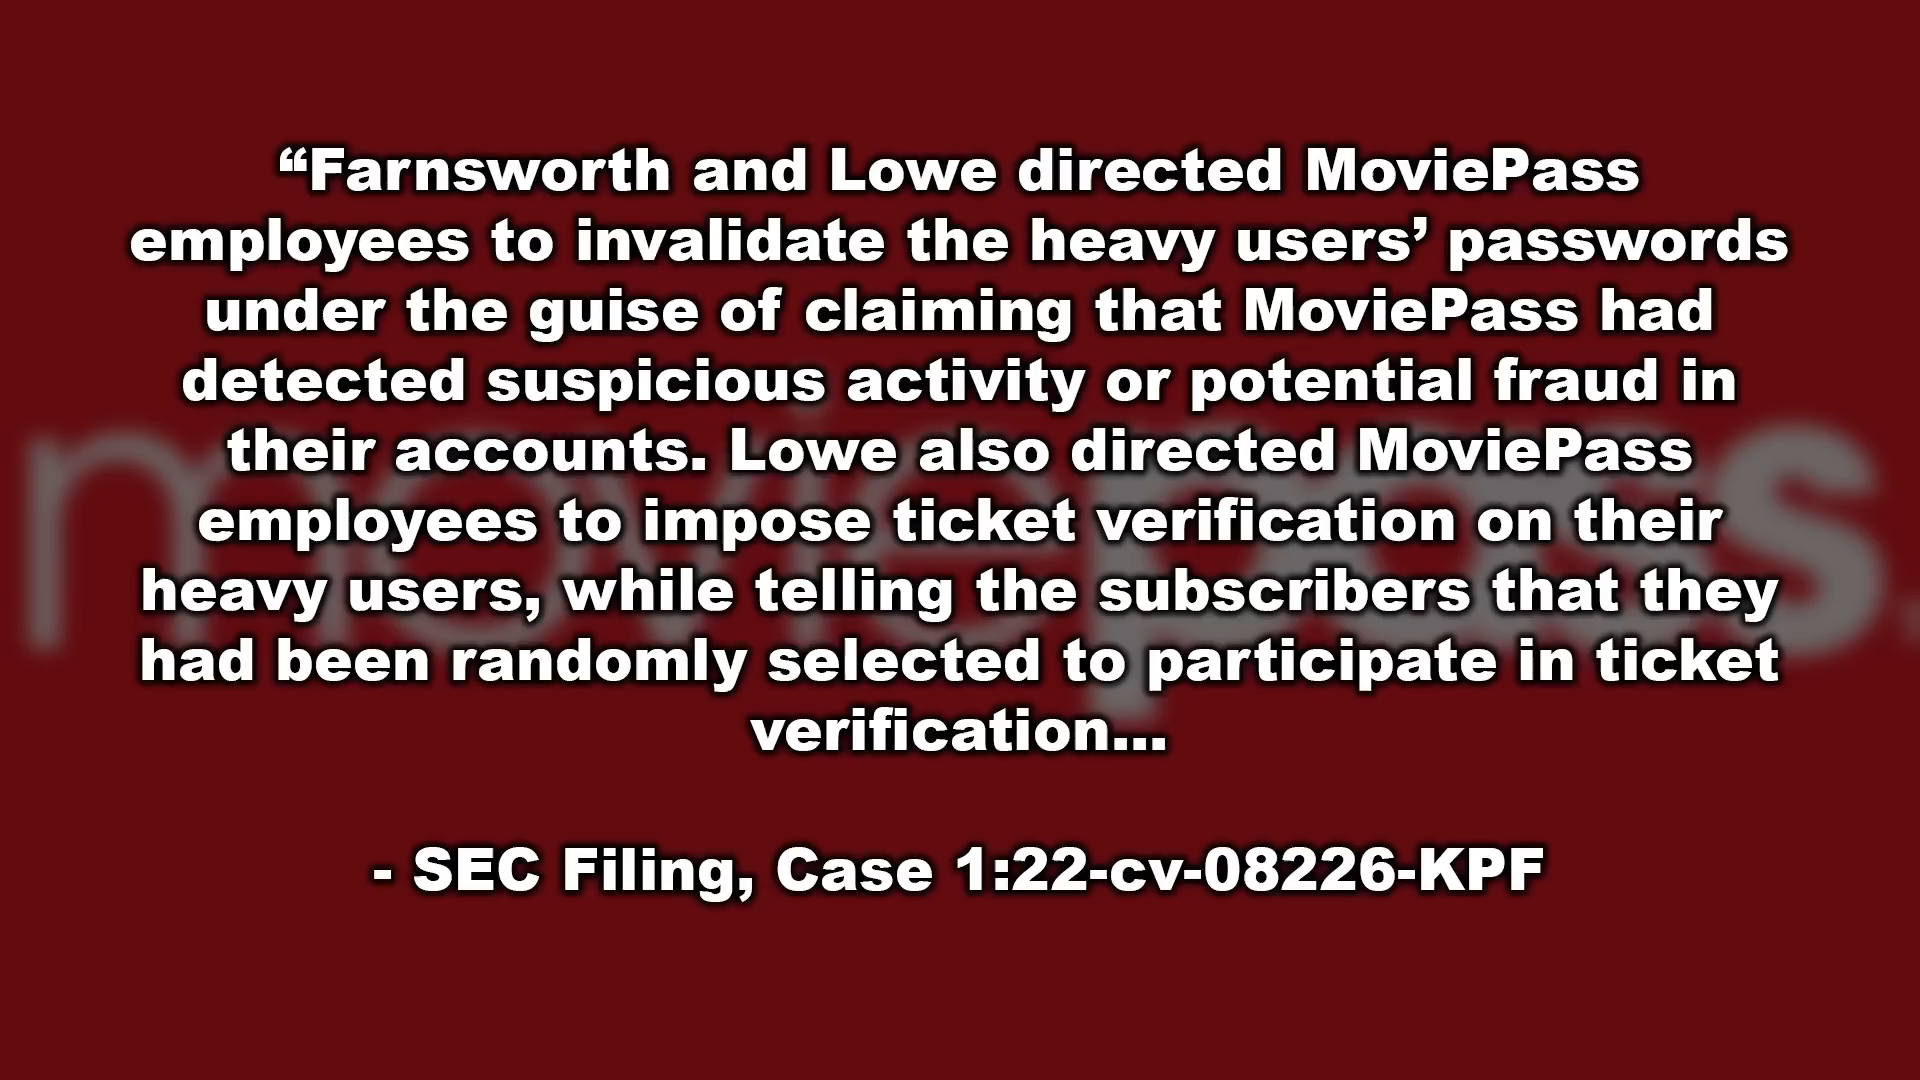 “Farnsworth and Lowe directed MoviePass
employees to invalidate the heavy users’ passwords
under the guise of claiming that MoviePass had
detected suspicious activity or potential fraud in
their accounts. Lowe also directed MoviePass
employees to impose ticket verification on their
heavy users, while telling the subscribers that they
had been randomly selected to participate in ticket
verification...
- SEC Filing, Case 1:22-cv-08226-KPF
moviepass.